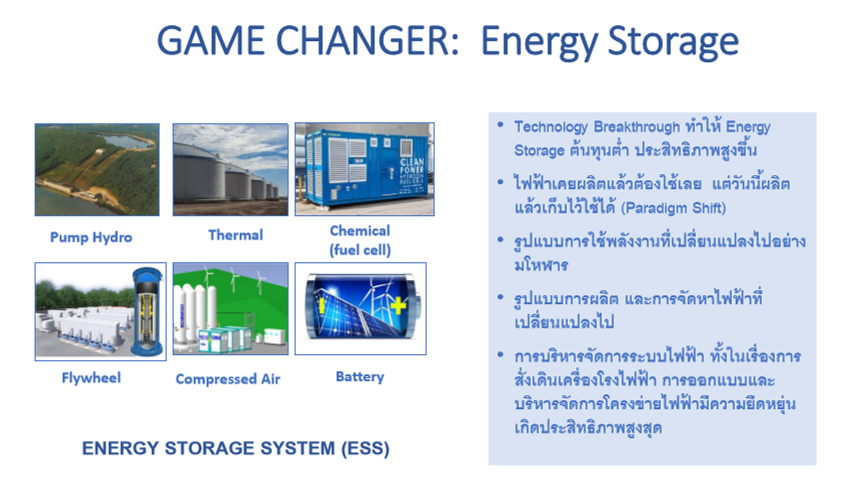 GAME CHANGER: Energy Storage
Pump Hydro
Thermal
CLEAN
POWER
HYDROGEN
FUEL CELL
Chemical
(fuel cell)
Flywheel
Compressed Air
Battery
ENERGY STORAGE SYSTEM (ESS)
• Technology Breakthrough ทำให้ Energy
Storage ต้นทุนต่ำ ประสิทธิภาพสูงขึ้น
• ไฟฟ้าเคยผลิตแล้วต้องใช้เลย แต่วันนี้ผลิต
แล้วเก็บไว้ใช้ได้ (Paradigm Shift)
• รูปแบบการใช้พลังงานที่เปลี่ยนแปลงไปอย่าง
มโหฬาร
• รูปแบบการผลิต และการจัดหาไฟฟ้าที่
เปลี่ยนแปลงไป
• การบริหารจัดการระบบไฟฟ้า ทั้งในเรื่องการ
สั่งเดินเครื่องโรงไฟฟ้า การออกแบบและ
บริหารจัดการโครงข่ายไฟฟ้ามีความยืดหยุ่น
เกิดประสิทธิภาพสูงสุด